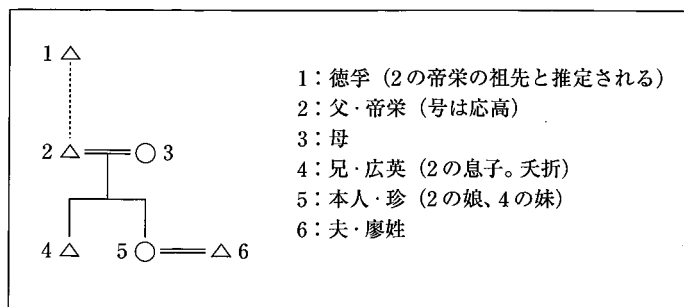 1
1：徳孚（2の帝栄の祖先と推定される）
2：父·帝栄（号は応高）
2 3
3：母
4：兄·広英（2の息子。夭折）
5：本人·珍（2の娘、4の妹）
4 5 6
6：夫·廖姓